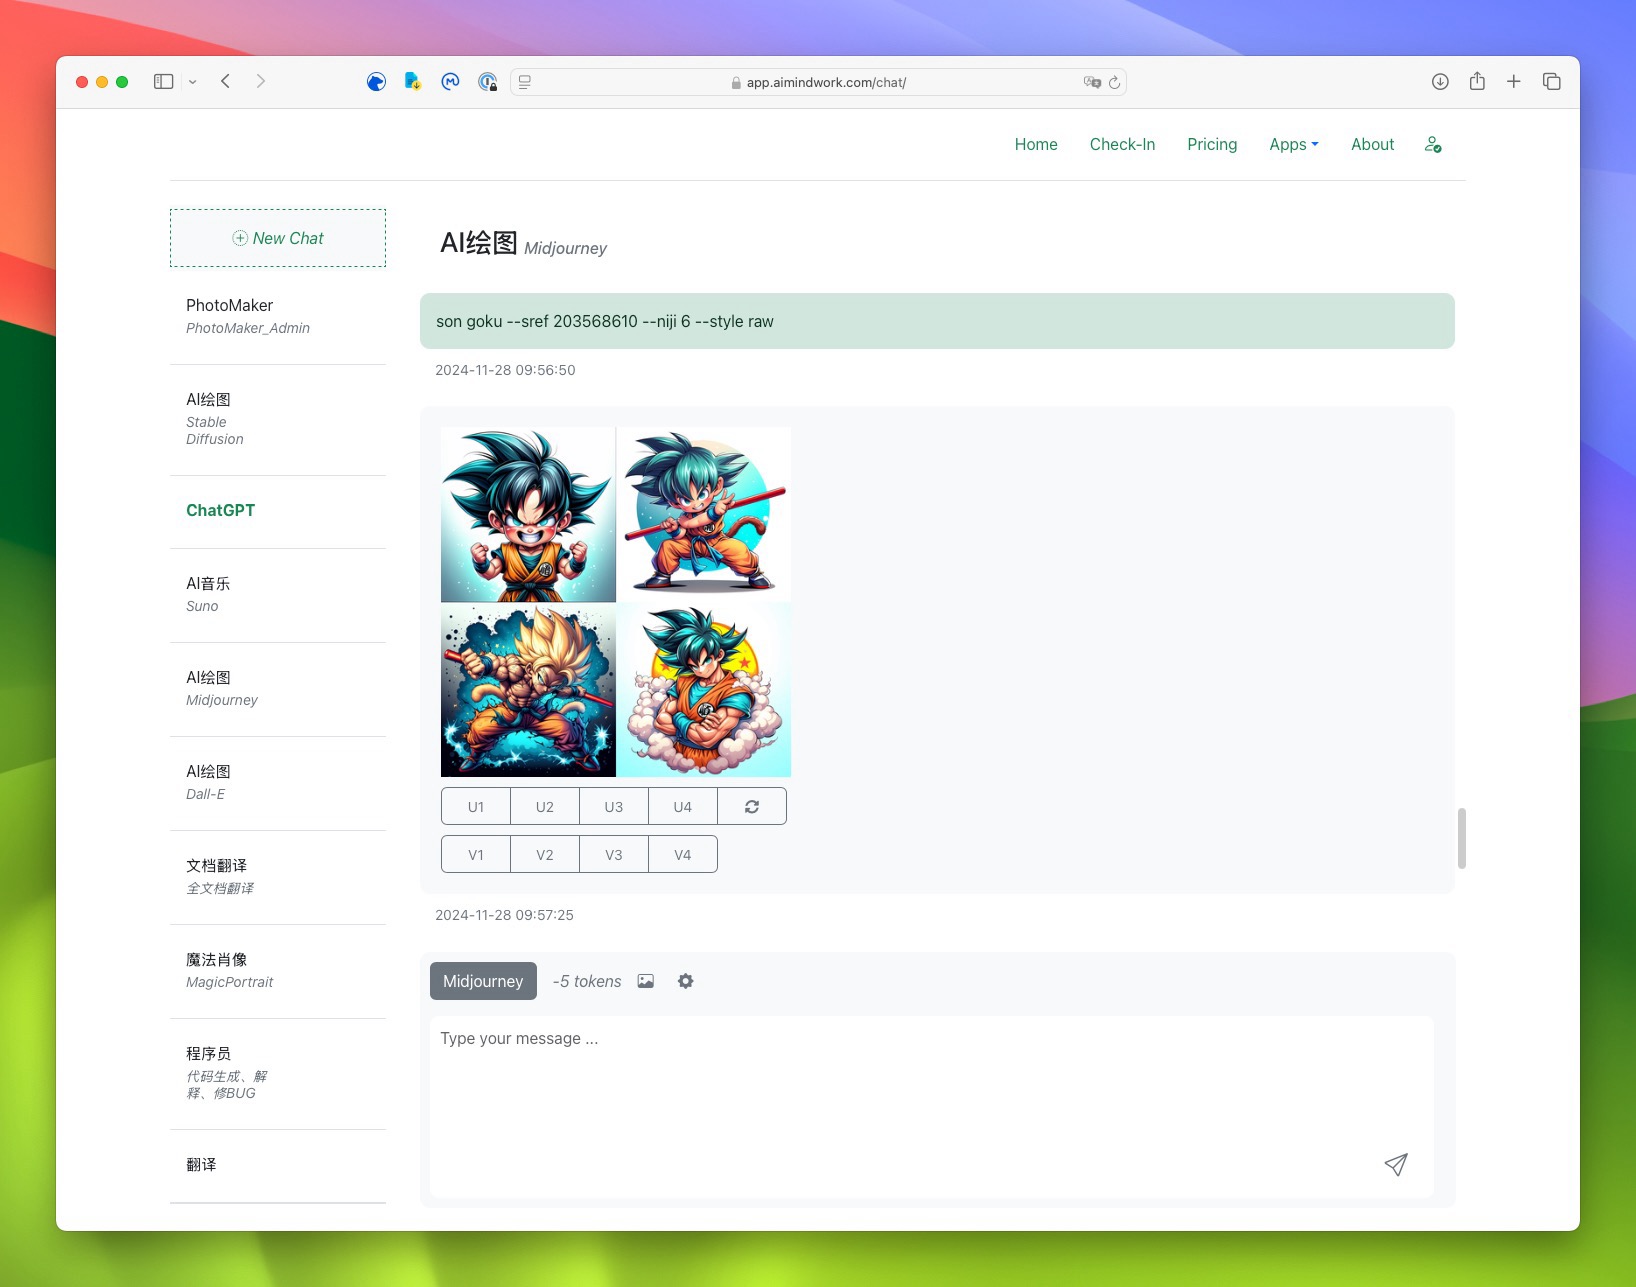 app.aimindwork.com/chat/
Home Check-In Pricing Apps About
New Chat
PhotoMaker
PhotoMaker_Admin
AI绘图
Stable
Diffusion
ChatGPT
AI音乐
Suno
AI绘图
Midjourney
AI绘图
Dall-E
文档翻译
全文档翻译
魔法肖像
MagicPortrait
程序员
代码生成、解
释、修BUG
翻译
AI绘图 Midjourney
son goku --sref 203568610 --niji 6 --style raw
2024-11-28 09:56:50
U1 U2 U3 U4
V1 V2 V3 V4
2024-11-28 09:57:25
Midjourney -5 tokens
Type your message ...